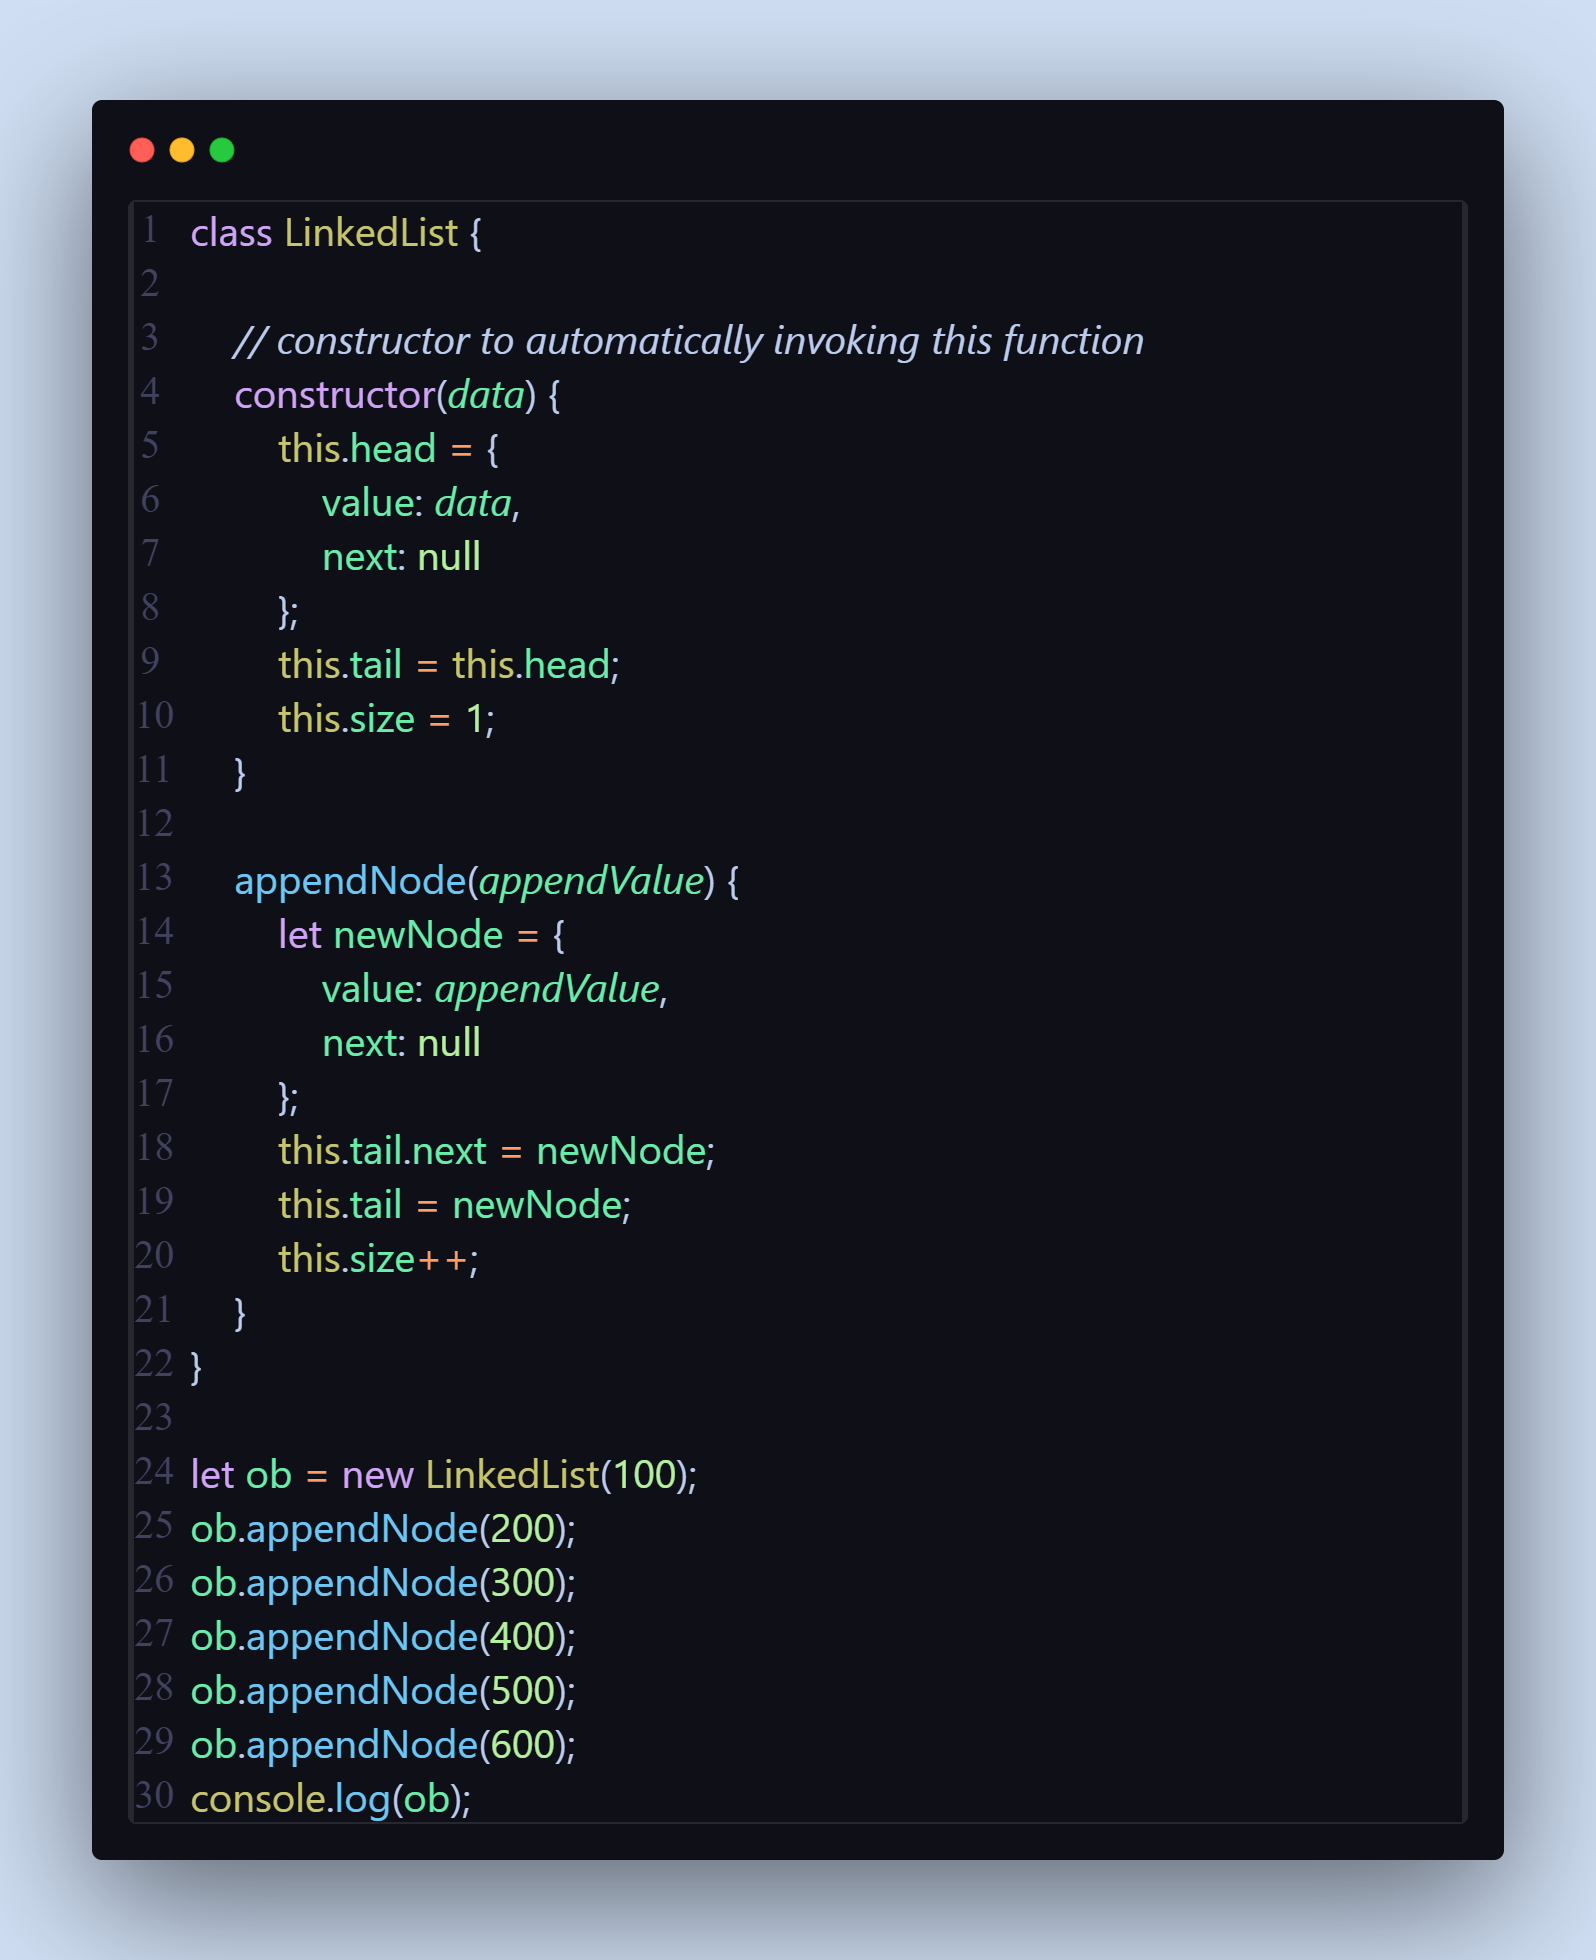 1 class LinkedList {
2
3 // constructor to automatically invoking this function
4 constructor(data) {
5 this.head = {
6 value: data,
7 next: null
8 };
9 this.tail = this.head;
10 this.size = 1;
11 }
12
13 appendNode(appendValue) {
14 let newNode = {
15 value: appendValue,
16 next: null
17 };
18 this.tail.next = newNode;
19 this.tail = newNode;
20 this.size++;
21 }
22 }
23
24 let ob = new LinkedList(100);
25 ob.appendNode(200);
26 ob.appendNode(300);
27 ob.appendNode(400);
28 ob.appendNode(500);
29 ob.appendNode(600);
30 console.log(ob);